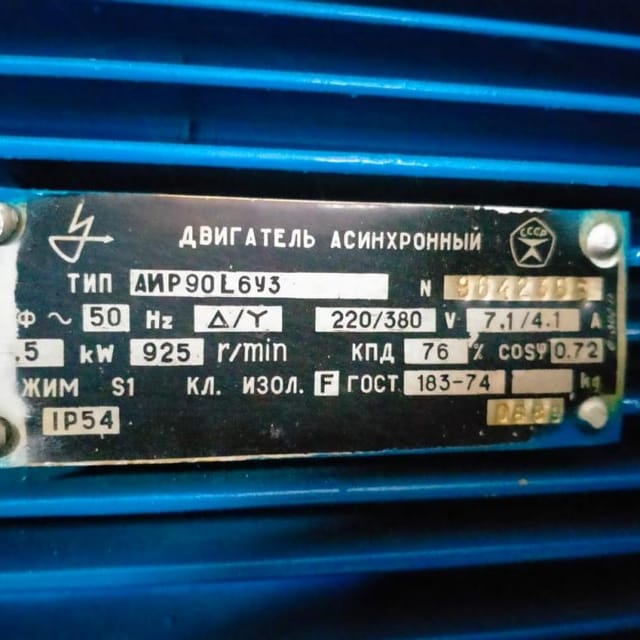 ДВИГАТЕЛЬ АСИНХРОННЫЙ СССР
ТИП АИР90L6У3 N
Ф ~ 50 Hz Δ/Y 220/380 V 7.1/4.1 A
.5 kW 925 r/min КПД 76 % COSφ 0.72
ЖИМ S1 КЛ. ИЗОЛ. F ГОСТ 183-74 kg
IP54